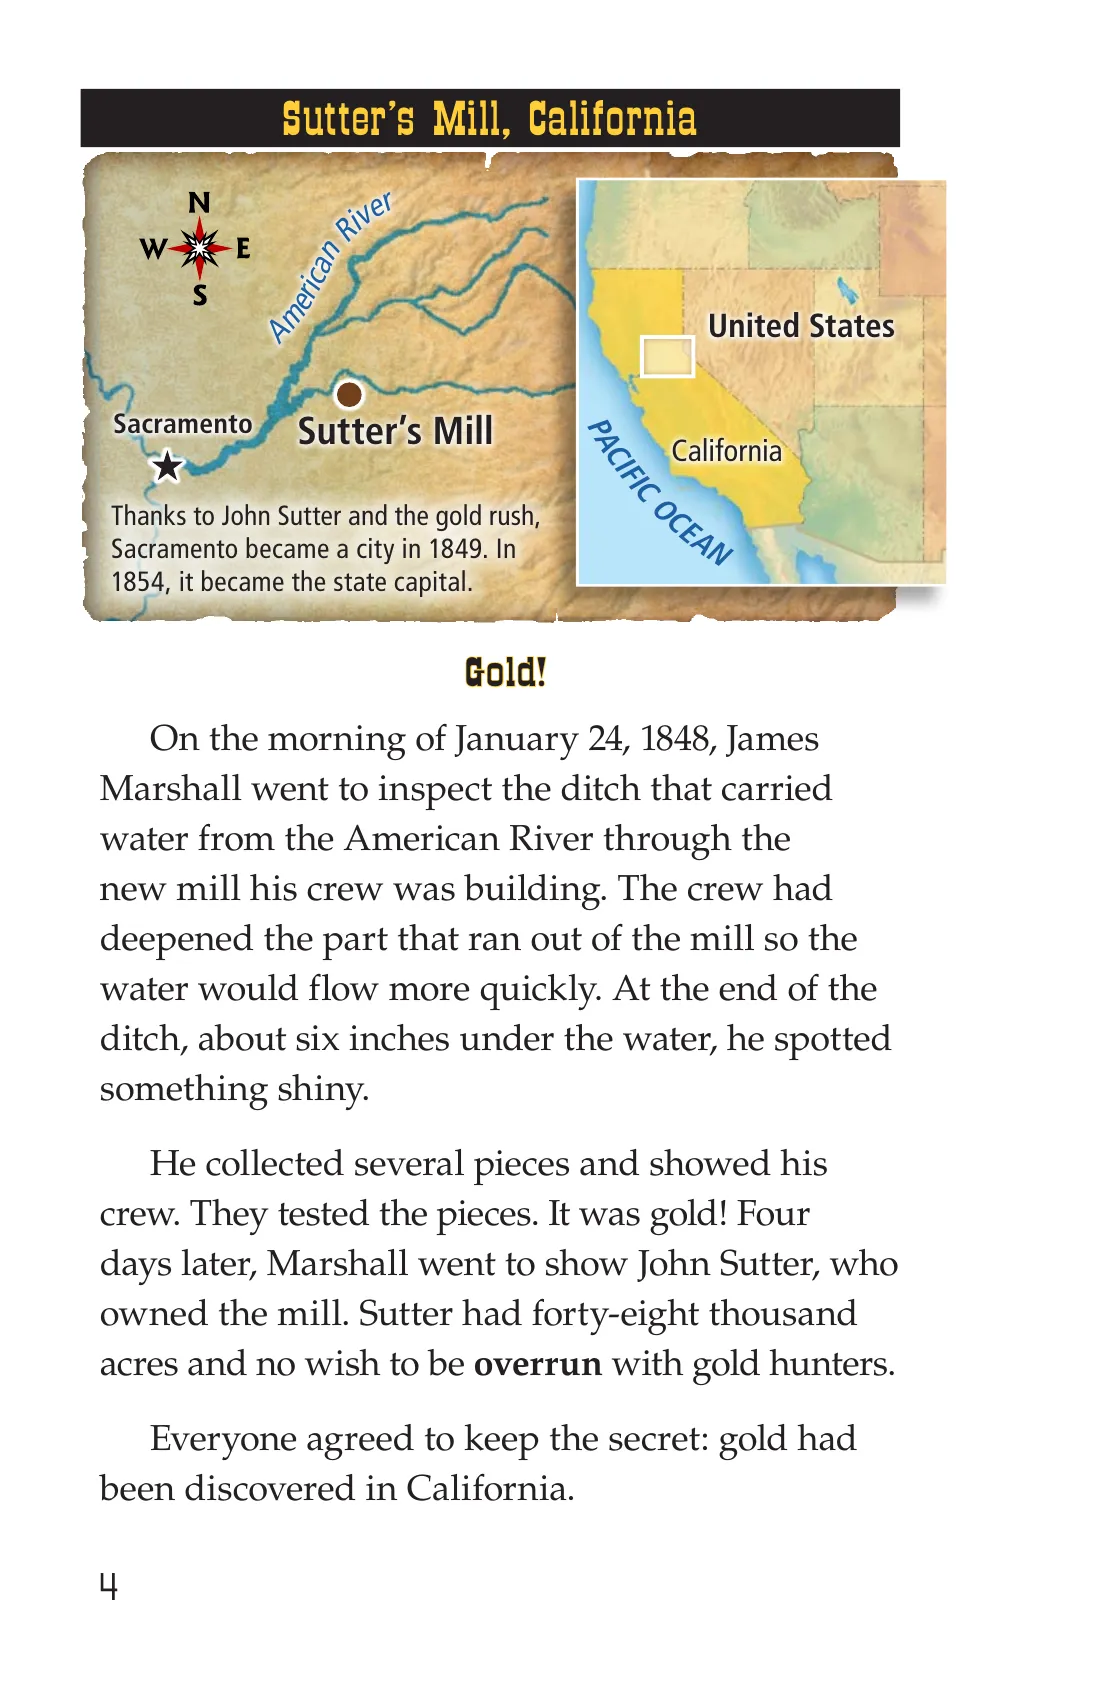 Sutter's Mill, California
N
W E
S
American River
Sacramento
Sutter's Mill
Thanks to John Sutter and the gold rush,
Sacramento became a city in 1849. In
1854, it became the state capital.
United States
California
PACIFIC OCEAN
Gold!
On the morning of January 24, 1848, James
Marshall went to inspect the ditch that carried
water from the American River through the
new mill his crew was building. The crew had
deepened the part that ran out of the mill so the
water would flow more quickly. At the end of the
ditch, about six inches under the water, he spotted
something shiny.
He collected several pieces and showed his
crew. They tested the pieces. It was gold! Four
days later, Marshall went to show John Sutter, who
owned the mill. Sutter had forty-eight thousand
acres and no wish to be overrun with gold hunters.
Everyone agreed to keep the secret: gold had
been discovered in California.
4